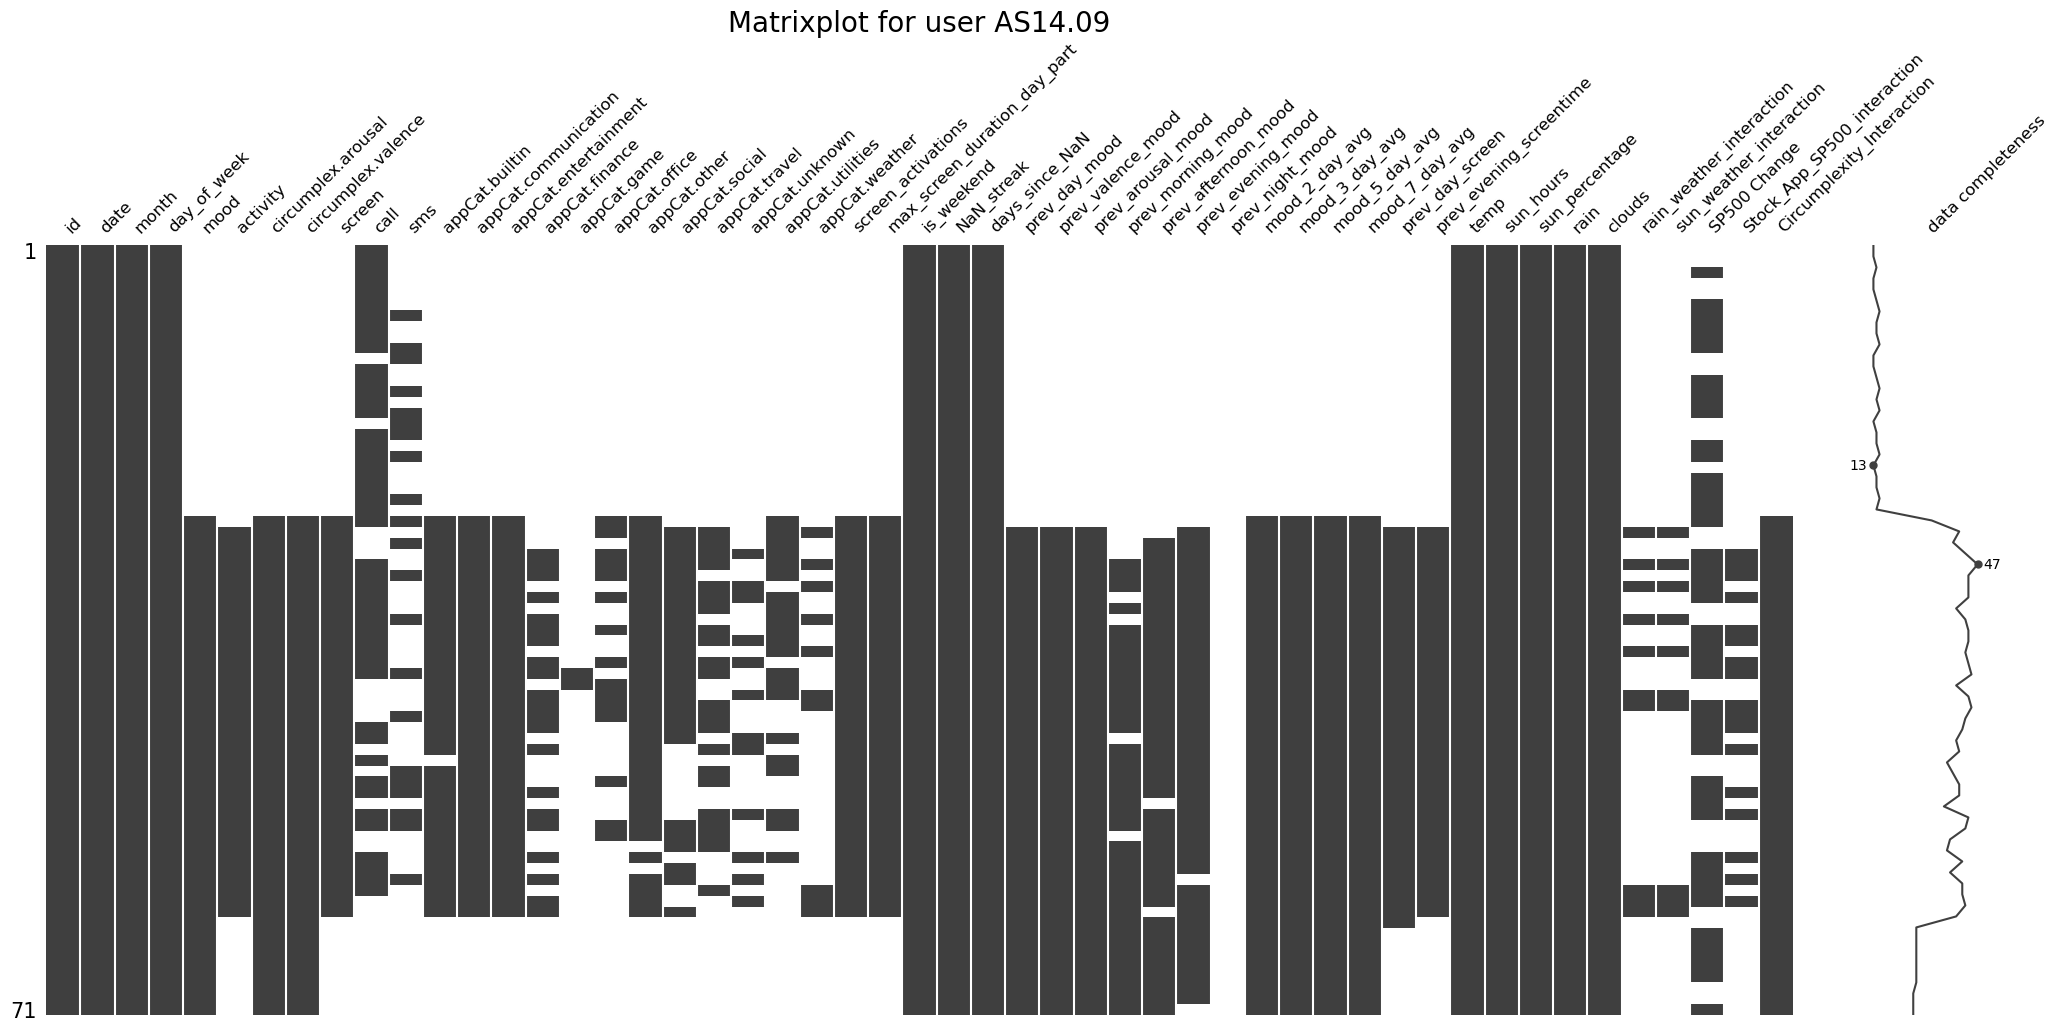 Matrixplot for user AS14.09
id
date
month
day_of_week
mood
activity
circumplex.arousal
circumplex.valence
screen
call
sms
appCat.builtin
appCat.communication
appCat.entertainment
appCat.finance
appCat.game
appCat.office
appCat.other
appCat.social
appCat.travel
appCat.unknown
appCat.utilities
appCat.weather
screen_activations
max_screen_duration_day_part
is_weekend
NaN_streak
days_since_NaN
prev_day_mood
prev_valence_mood
prev_arousal_mood
prev_morning_mood
prev_afternoon_mood
prev_evening_mood
prev_night_mood
mood_2_day_avg
mood_3_day_avg
mood_5_day_avg
mood_7_day_avg
prev_day_screen
prev_evening_screentime
temp
sun_hours
sun_percentage
rain
clouds
rain_weather_interaction
sun_weather_interaction
SP500 Change
Stock_App_SP500_interaction
Circumplexity_Interaction
data completeness
1
13
47
71